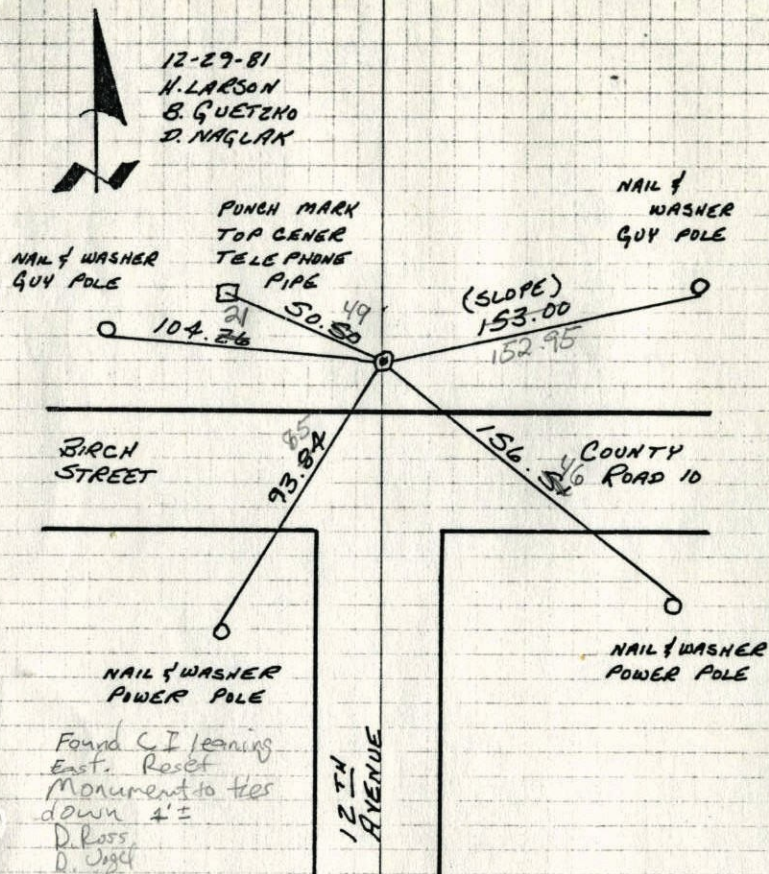 12-29-81
H. LARSON
B. GUETZKO
D. NAGLAK
NAIL &
WASHER
GUY POLE
PUNCH MARK
TOP CENER
TELEPHONE
PIPE
NAIL & WASHER
GUY POLE
(SLOPE)
153.00
152.95
50.50
49
104.26
21
BIRCH
STREET
85
93.84
156.
46
COUNTY
ROAD 10
NAIL & WASHER
POWER POLE
NAIL & WASHER
POWER POLE
Found CI leaning
East. Reset
Monument to ties
down 1'±
D. Ross
D.
12TH
AVENUE